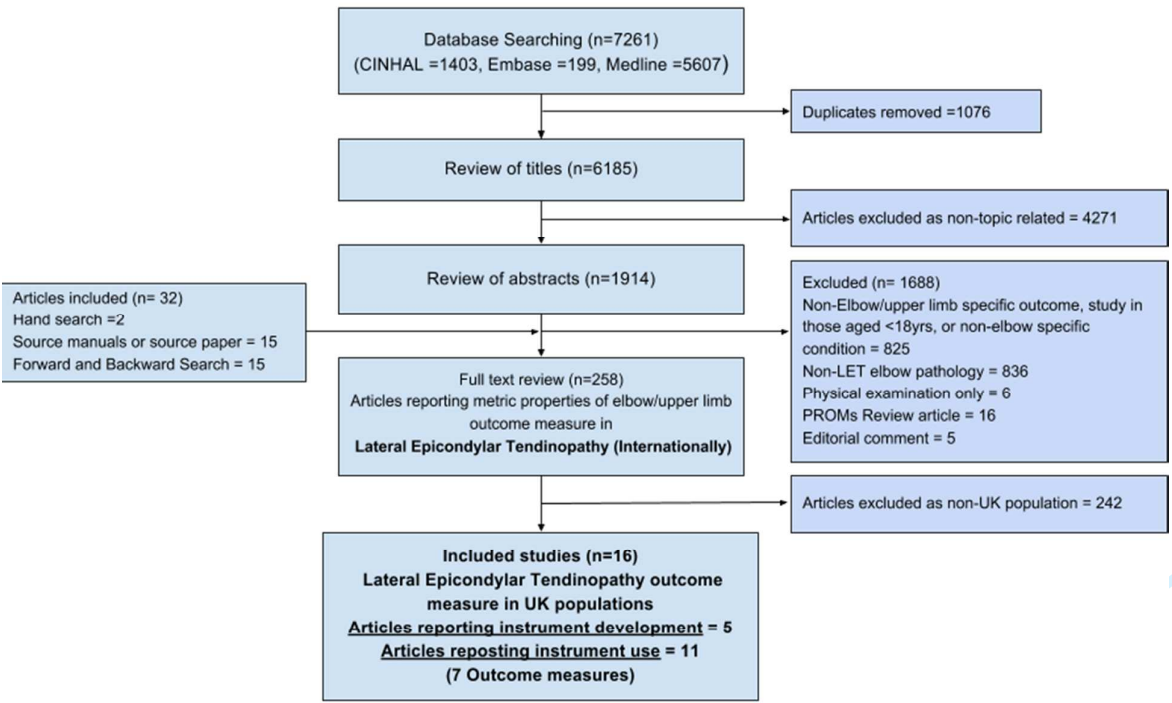 Database Searching (n=7261)
(CINHAL =1403, Embase =199, Medline =5607)
Duplicates removed =1076
Review of titles (n=6185)
Articles excluded as non-topic related = 4271
Review of abstracts (n=1914)
Articles included (n= 32)
Hand search =2
Source manuals or source paper = 15
Forward and Backward Search = 15
Excluded (n= 1688)
Non-Elbow/upper limb specific outcome, study in
those aged <18yrs, or non-elbow specific
condition = 825
Non-LET elbow pathology = 836
Physical examination only = 6
PROMs Review article = 16
Editorial comment = 5
Full text review (n=258)
Articles reporting metric properties of elbow/upper limb
outcome measure in
Lateral Epicondylar Tendinopathy (Internationally)
Articles excluded as non-UK population = 242
Included studies (n=16)
Lateral Epicondylar Tendinopathy outcome
measure in UK populations
Articles reporting instrument development = 5
Articles reposting instrument use = 11
(7 Outcome measures)